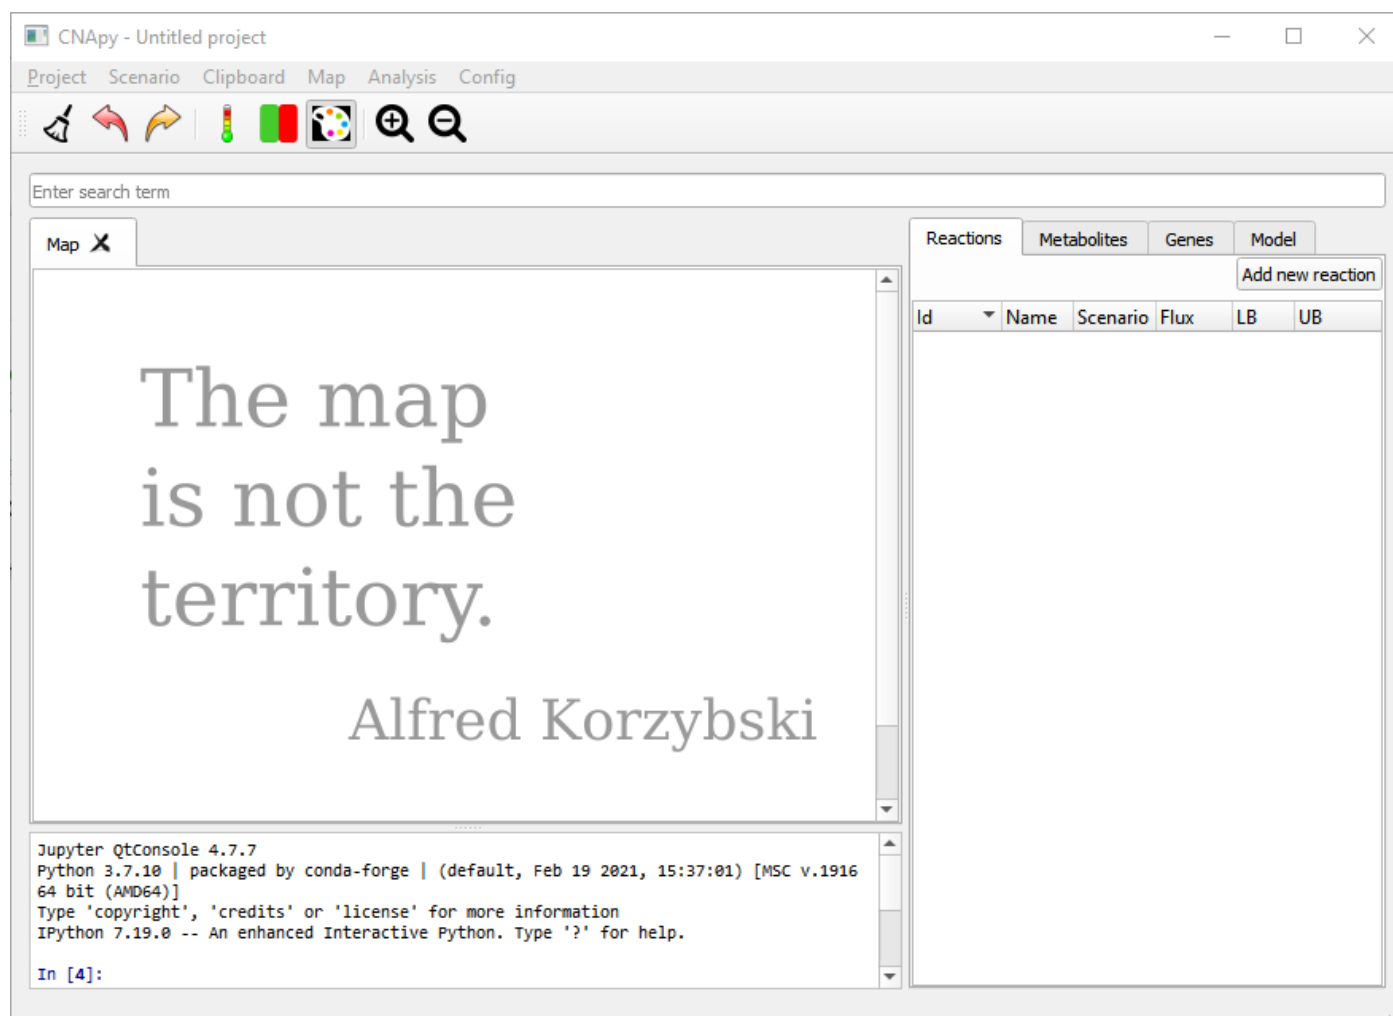 CNApy - Untitled project
Project Scenario Clipboard Map Analysis Config
Enter search term
Map
The map
is not the
territory.
Alfred Korzybski
Jupyter QtConsole 4.7.7
Python 3.7.10 | packaged by conda-forge | (default, Feb 19 2021, 15:37:01) [MSC v.1916
64 bit (AMD64)]
Type 'copyright', 'credits' or 'license' for more information
IPython 7.19.0 -- An enhanced Interactive Python. Type '?' for help.
In [4]:
Reactions Metabolites Genes Model
Add new reaction
Id Name Scenario Flux LB UB